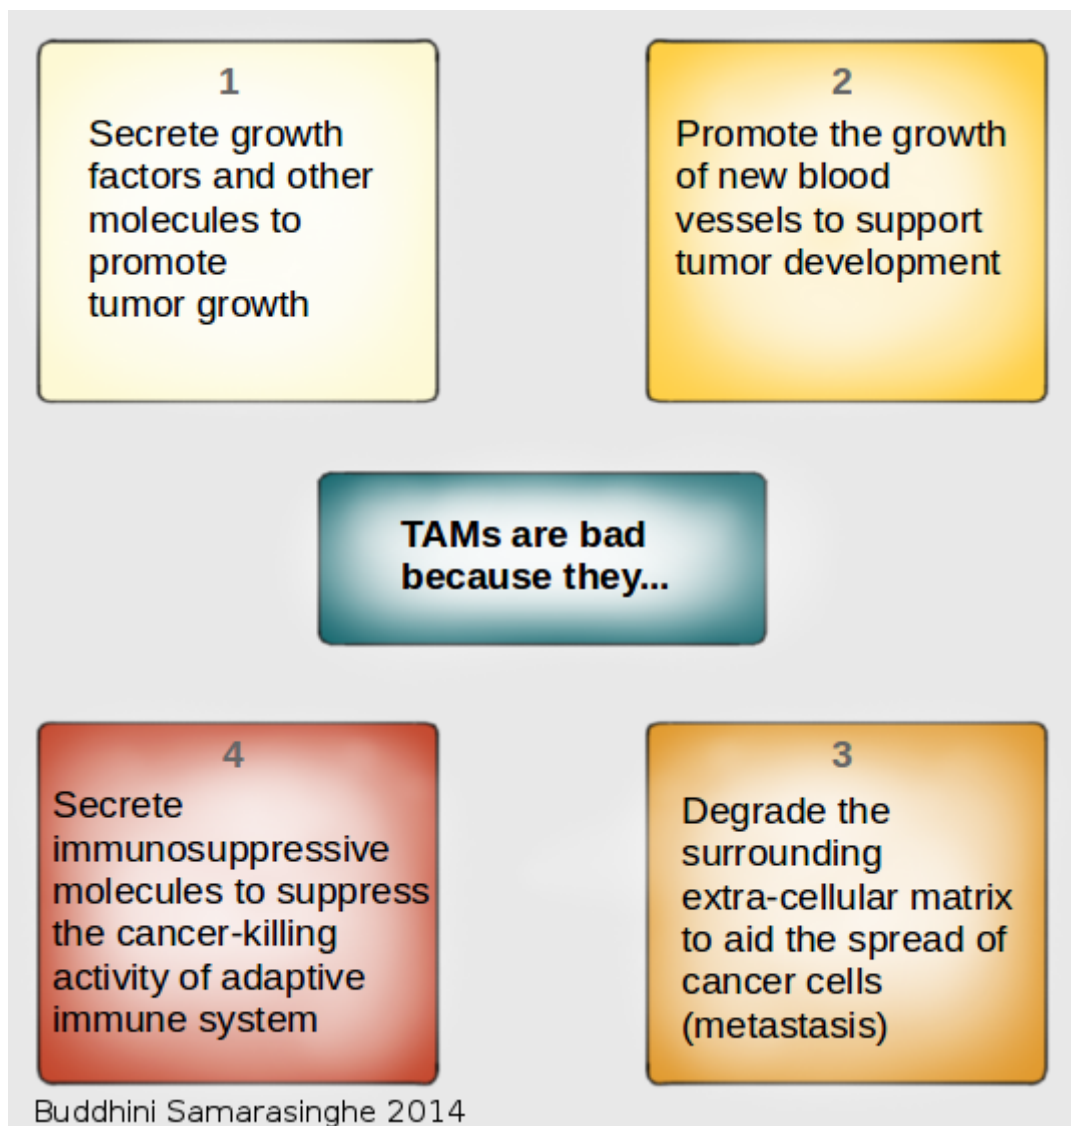 1
Secrete growth
factors and other
molecules to
promote
tumor growth
2
Promote the growth
of new blood
vessels to support
tumor development
TAMs are bad
because they...
4
Secrete
immunosuppressive
molecules to suppress
the cancer-killing
activity of adaptive
immune system
3
Degrade the
surrounding
extra-cellular matrix
to aid the spread of
cancer cells
(metastasis)
Buddhini Samarasinghe 2014